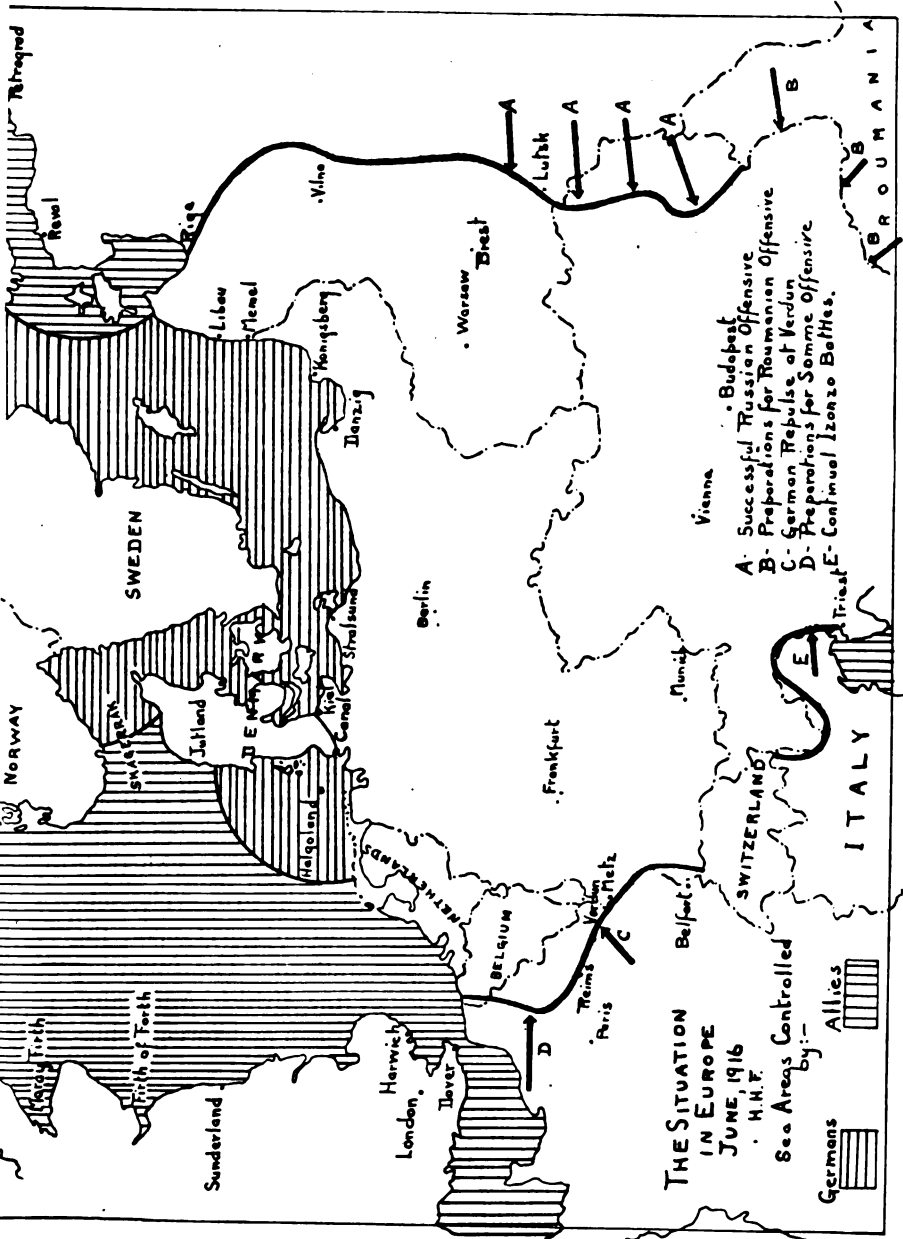 NORWAY
SWEDEN
SKAGERRAK
Jutland
DENMARK
Petrograd
Reval
Riga
Libau
Memel
Konigsberg
Danzig
Vilna
Moray Firth
Firth of Forth
Sunderland
Harwich
London
Dover
Helgoland
Kiel
Canal
Stralsund
NETHERLANDS
BELGIUM
Berlin
Warsaw
Brest
Lutsk
Frankfurt
Reims
Paris
Verdun
Metz
Belfort
Munich
Vienna
Budapest
SWITZERLAND
ITALY
Triest
ROUMANIA
A
A
A
A
B
B
B
C
D
E
THE SITUATION
IN EUROPE
JUNE, 1916
. H.H.F.
Sea Areas Controlled
by:-
Germans
Allies
A- Successful Russian Offensive
B- Preparations for Roumanian Offensive
C- German Repulse at Verdun
D- Preparations for Somme Offensive
E- Continual Izonzo Battles.